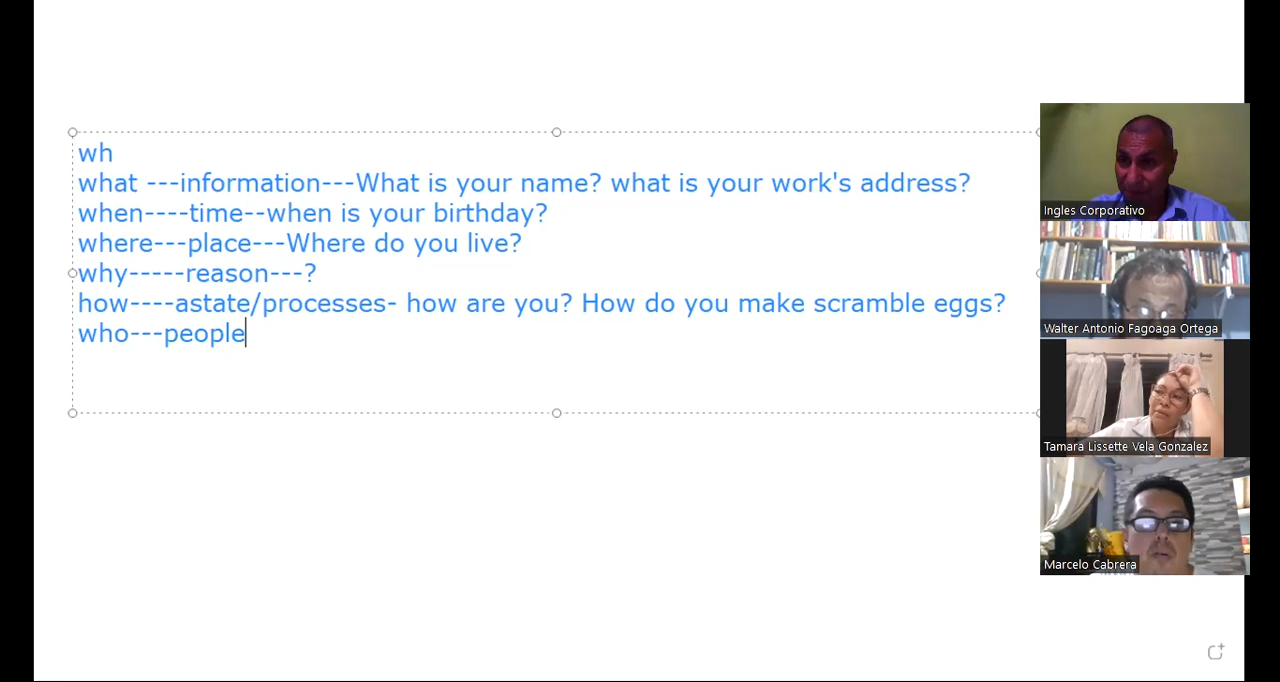 wh
what ---information---What is your name? what is your work's address?
when----time--when is your birthday?
where---place---Where do you live?
why-----reason---?
how----astate/processes- how are you? How do you make scramble eggs?
who---people
Ingles Corporativo
Walter Antonio Fagoaga Ortega
Tamara Lissette Vela Gonzalez
Marcelo Cabrera